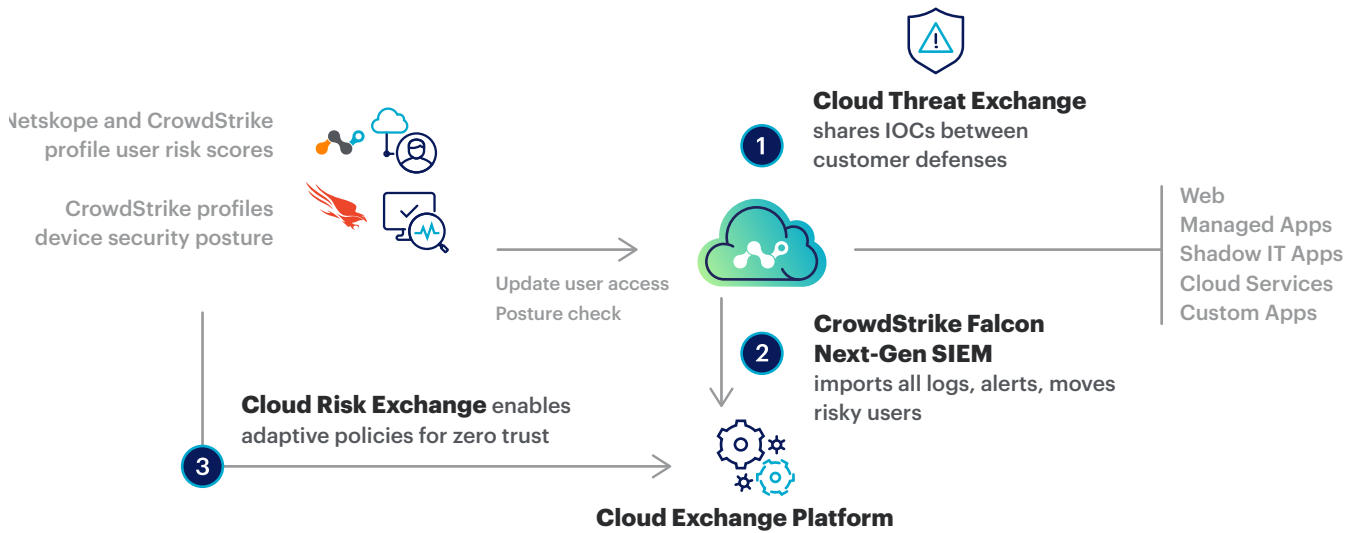 Netskope and CrowdStrike
profile user risk scores
CrowdStrike profiles
device security posture
Update user access
Posture check
1
Cloud Threat Exchange
shares IOCs between
customer defenses
Web
Managed Apps
Shadow IT Apps
Cloud Services
Custom Apps
2
CrowdStrike Falcon
Next-Gen SIEM
imports all logs, alerts, moves
risky users
3
Cloud Risk Exchange enables
adaptive policies for zero trust
Cloud Exchange Platform